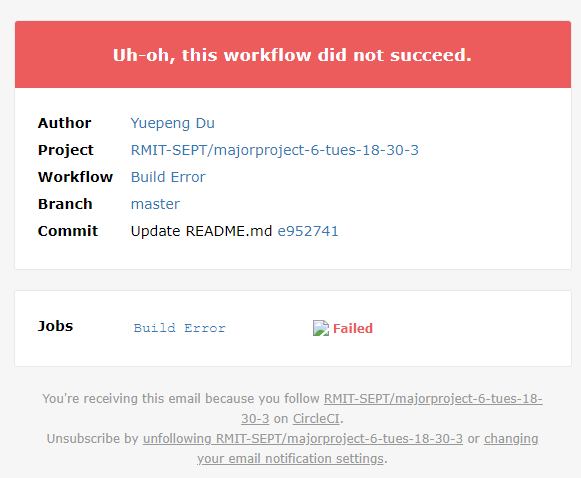 Uh-oh, this workflow did not succeed.
Author Yuepeng Du
Project RMIT-SEPT/majorproject-6-tues-18-30-3
Workflow Build Error
Branch master
Commit Update README.md e952741
Jobs Build Error Failed
You're receiving this email because you follow RMIT-SEPT/majorproject-6-tues-18-
30-3 on CircleCI.
Unsubscribe by unfollowing RMIT-SEPT/majorproject-6-tues-18-30-3 or changing
your email notification settings.